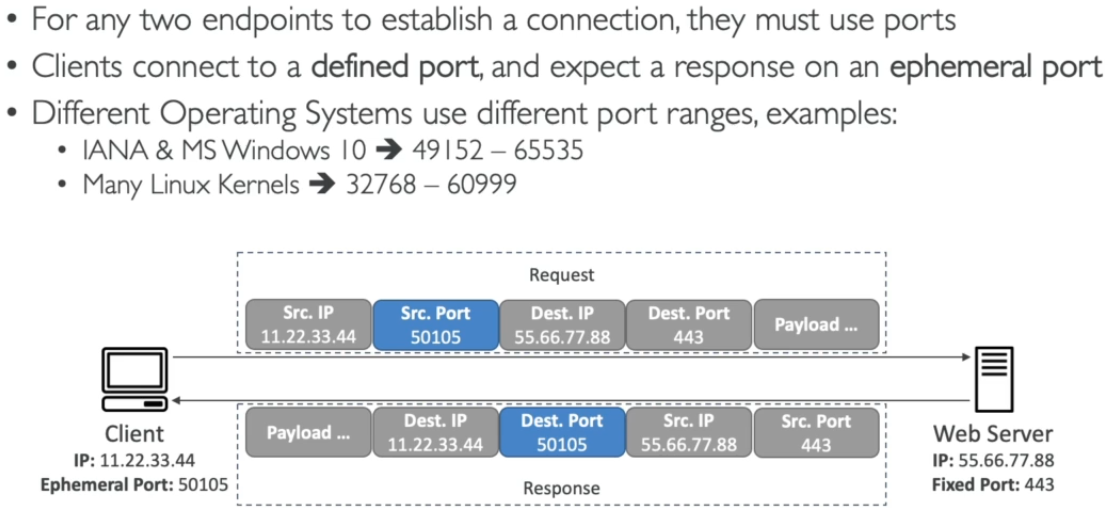 • For any two endpoints to establish a connection, they must use ports
• Clients connect to a defined port, and expect a response on an ephemeral port
• Different Operating Systems use different port ranges, examples:
• IANA & MS Windows 10 ➔ 49152 – 65535
• Many Linux Kernels ➔ 32768 – 60999
Request
Src. IP
11.22.33.44
Src. Port
50105
Dest. IP
55.66.77.88
Dest. Port
443
Payload ...
Client
IP: 11.22.33.44
Ephemeral Port: 50105
Payload ...
Dest. IP
11.22.33.44
Dest. Port
50105
Src. IP
55.66.77.88
Src. Port
443
Response
Web Server
IP: 55.66.77.88
Fixed Port: 443